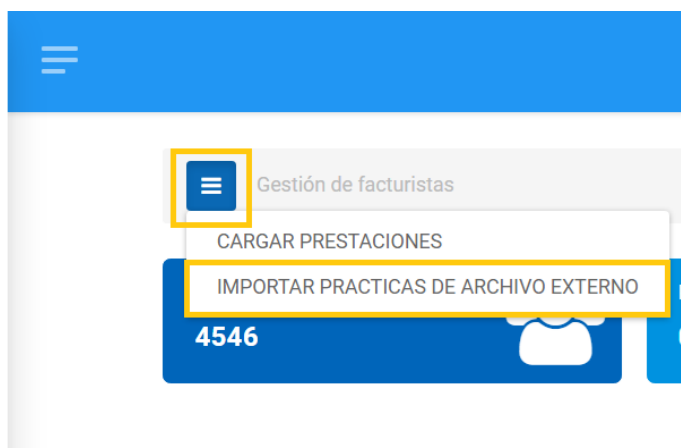 Gestión de facturistas
CARGAR PRESTACIONES
IMPORTAR PRACTICAS DE ARCHIVO EXTERNO
4546